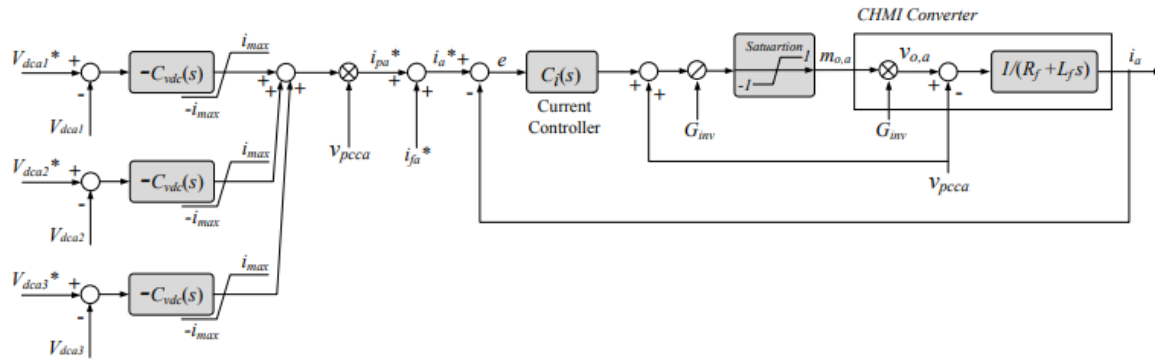 CHMI Converter
V_dca1* + - -C_vdc(s) i_max -i_max
V_dca1
+ + + +
v_pcca
i_pa* + +
i_fa*
i_a* + - e
C_i(s)
Current
Controller
+ +
G_inv
Satuartion
1
-1
m_o,a
v_o,a
G_inv
+ -
1/(R_f +L_f s)
i_a
v_pcca
V_dca2* + - -C_vdc(s) i_max -i_max
V_dca2
V_dca3* + - -C_vdc(s) i_max -i_max
V_dca3